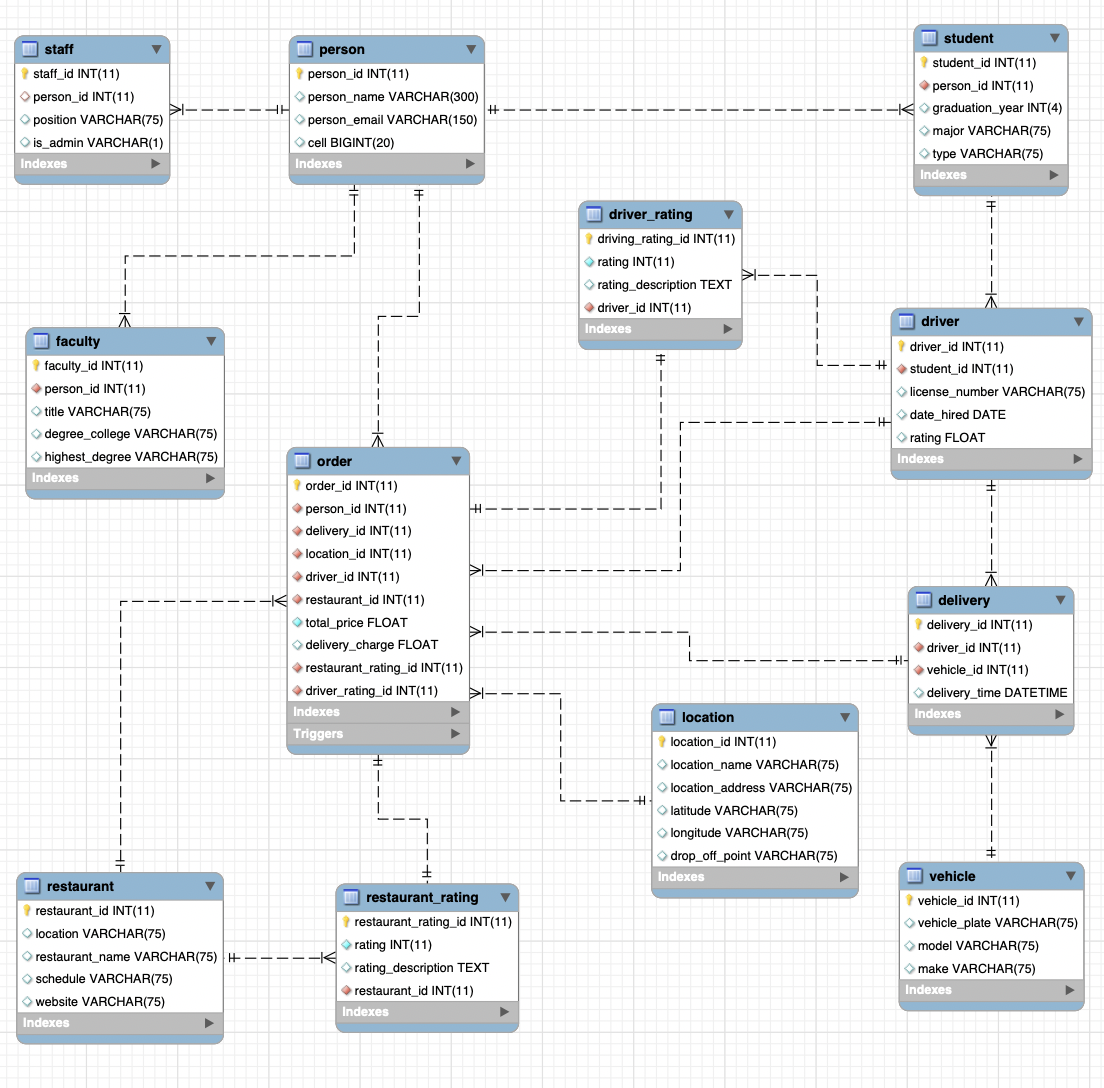 staff
staff_id INT(11)
person_id INT(11)
position VARCHAR(75)
is_admin VARCHAR(1)
Indexes
person
person_id INT(11)
person_name VARCHAR(300)
person_email VARCHAR(150)
cell BIGINT(20)
Indexes
student
student_id INT(11)
person_id INT(11)
graduation_year INT(4)
major VARCHAR(75)
type VARCHAR(75)
Indexes
driver_rating
driving_rating_id INT(11)
rating INT(11)
rating_description TEXT
driver_id INT(11)
Indexes
faculty
faculty_id INT(11)
person_id INT(11)
title VARCHAR(75)
degree_college VARCHAR(75)
highest_degree VARCHAR(75)
Indexes
driver
driver_id INT(11)
student_id INT(11)
license_number VARCHAR(75)
date_hired DATE
rating FLOAT
Indexes
order
order_id INT(11)
person_id INT(11)
delivery_id INT(11)
location_id INT(11)
driver_id INT(11)
restaurant_id INT(11)
total_price FLOAT
delivery_charge FLOAT
restaurant_rating_id INT(11)
driver_rating_id INT(11)
Indexes
Triggers
delivery
delivery_id INT(11)
driver_id INT(11)
vehicle_id INT(11)
delivery_time DATETIME
Indexes
location
location_id INT(11)
location_name VARCHAR(75)
location_address VARCHAR(75)
latitude VARCHAR(75)
longitude VARCHAR(75)
drop_off_point VARCHAR(75)
Indexes
restaurant
restaurant_id INT(11)
location VARCHAR(75)
restaurant_name VARCHAR(75)
schedule VARCHAR(75)
website VARCHAR(75)
Indexes
restaurant_rating
restaurant_rating_id INT(11)
rating INT(11)
rating_description TEXT
restaurant_id INT(11)
Indexes
vehicle
vehicle_id INT(11)
vehicle_plate VARCHAR(75)
model VARCHAR(75)
make VARCHAR(75)
Indexes